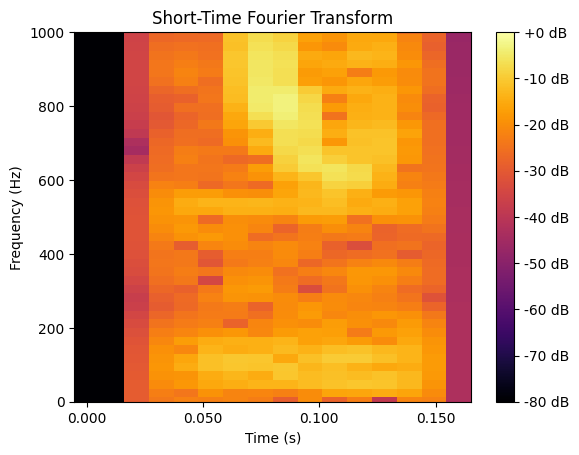 Short-Time Fourier Transform
1000
800
600
400
200
0
Frequency (Hz)
0.000
0.050
0.100
0.150
Time (s)
+0 dB
-10 dB
-20 dB
-30 dB
-40 dB
-50 dB
-60 dB
-70 dB
-80 dB